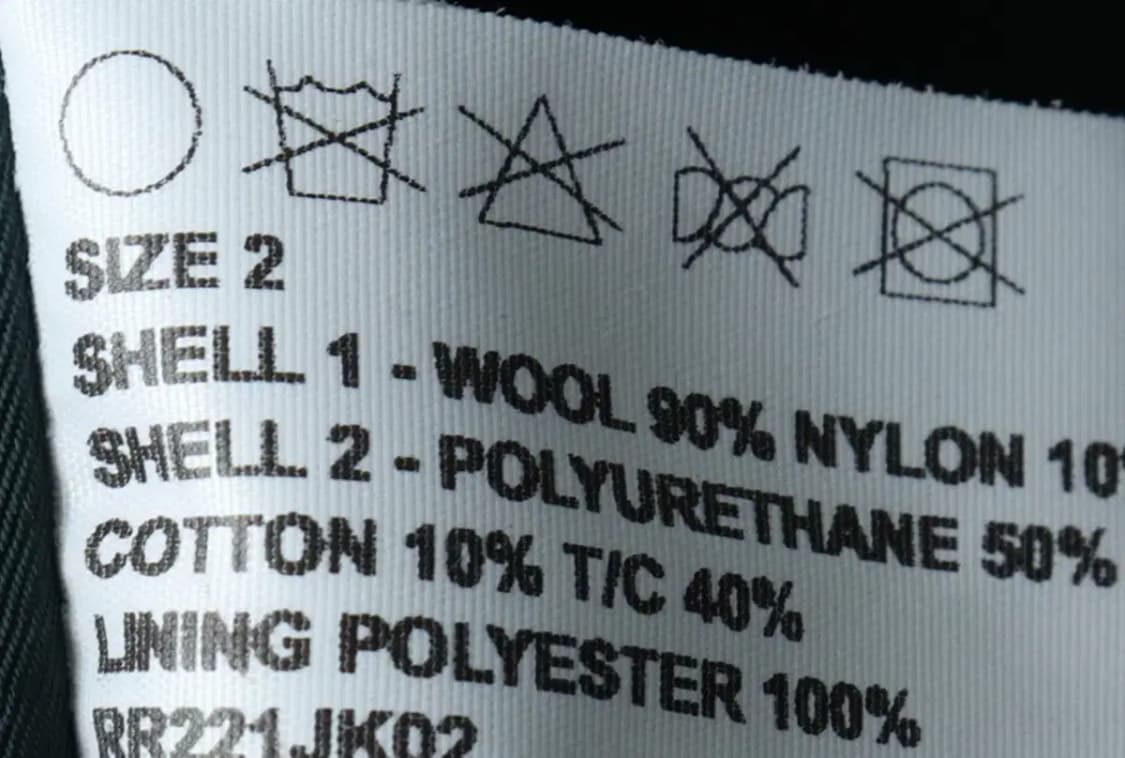 SIZE 2
SHELL 1 - WOOL 90% NYLON 10
SHELL 2 - POLYURETHANE 50%
COTTON 10% T/C 40%
LINING POLYESTER 100%
RR221JK02